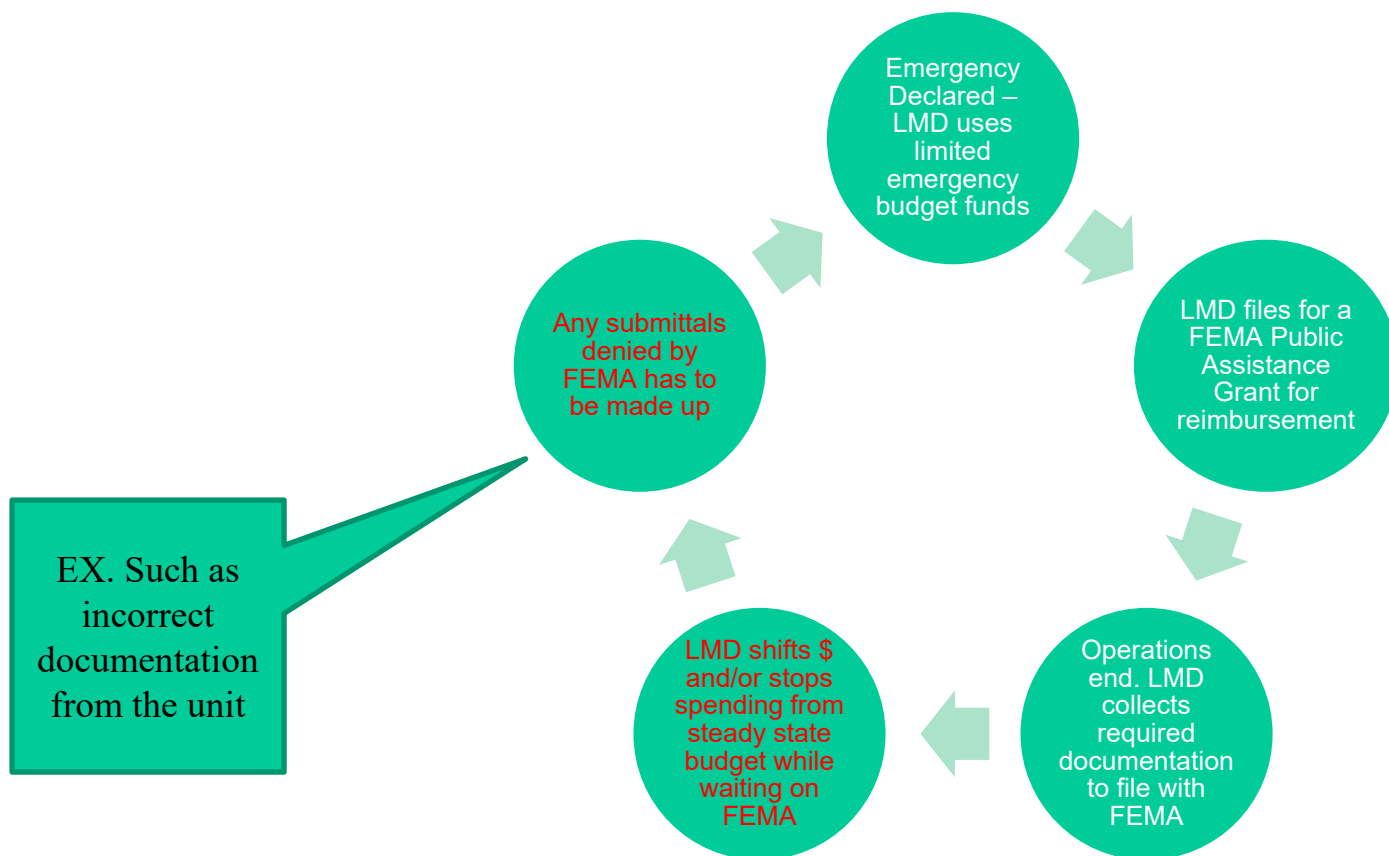 Emergency
Declared –
LMD uses
limited
emergency
budget funds
LMD files for a
FEMA Public
Assistance
Grant for
reimbursement
Operations
end. LMD
collects
required
documentation
to file with
FEMA
LMD shifts $
and/or stops
spending from
steady state
budget while
waiting on
FEMA
Any submittals
denied by
FEMA has to
be made up
EX. Such as
incorrect
documentation
from the unit